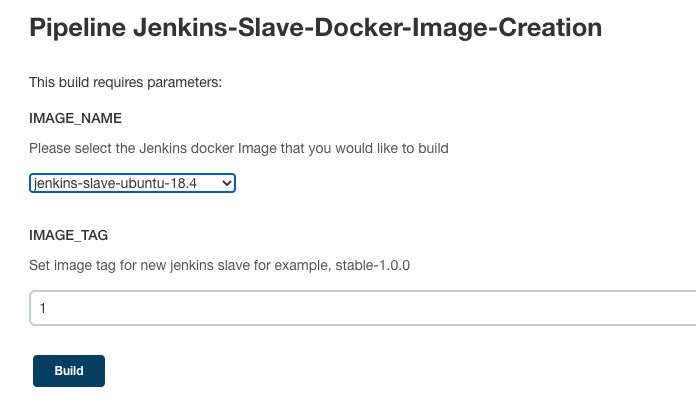 Pipeline Jenkins-Slave-Docker-Image-Creation
This build requires parameters:
IMAGE_NAME
Please select the Jenkins docker Image that you would like to build
jenkins-slave-ubuntu-18.4
IMAGE_TAG
Set image tag for new jenkins slave for example, stable-1.0.0
1
Build